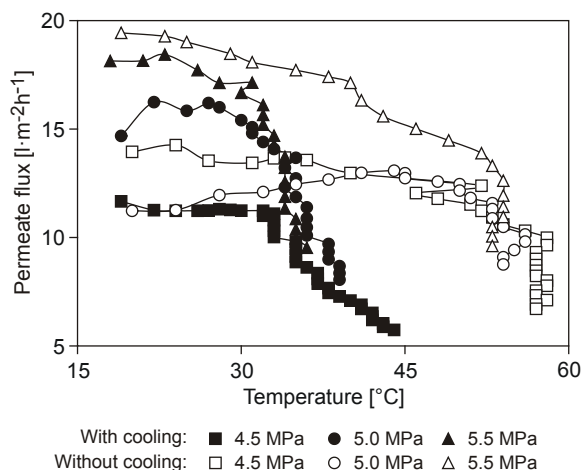 20
15
10
5
Permeate flux [l·m-2h-1]
15 30 45 60
Temperature [°C]
With cooling: 4.5 MPa 5.0 MPa 5.5 MPa
Without cooling: 4.5 MPa 5.0 MPa 5.5 MPa